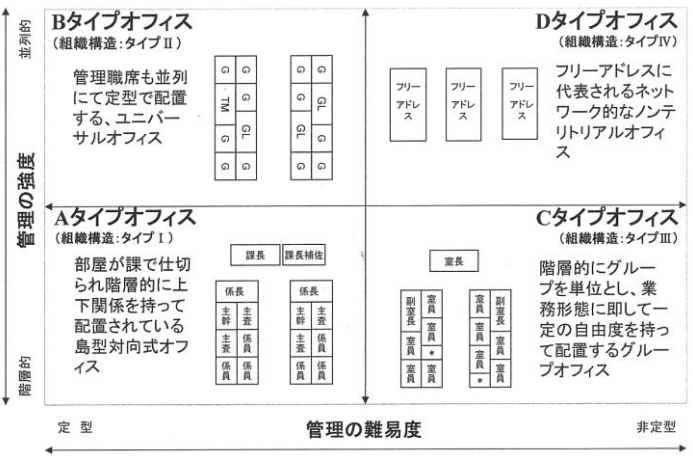 並列的
管理の強度
階層的
Bタイプオフィス
（組織構造:タイプⅡ）
管理職席も並列
にて定型で配置
する、ユニバー
サルオフィス
G G
TM G
G GL
G G
G G
G GL
GL G
G G
Dタイプオフィス
（組織構造:タイプⅣ）
フリーアドレスに
代表されるネット
ワーク的なノンテ
リトリアルオフィ
ス
フリー
アドレ
ス
フリー
アドレ
ス
フリー
アドレ
ス
Aタイプオフィス
（組織構造:タイプⅠ）
部屋が課で仕切
られ階層的に上
下関係を持って
配置されている
島型対向式オフ
ィス
課長 課長補佐
係長
主幹 主査
主査 係員
係員 係員
係長
主幹 主査
主査 係員
係員 係員
Cタイプオフィス
（組織構造:タイプⅢ）
階層的にグルー
プを単位とし、業
務形態に即して一
定の自由度を持っ
て配置するグルー
プオフィス
室長
副室長 室員
室員
室員 *
室員 室員
室員 副室長
室員
室員 室員
* 室員
定 型
管理の難易度
非定型